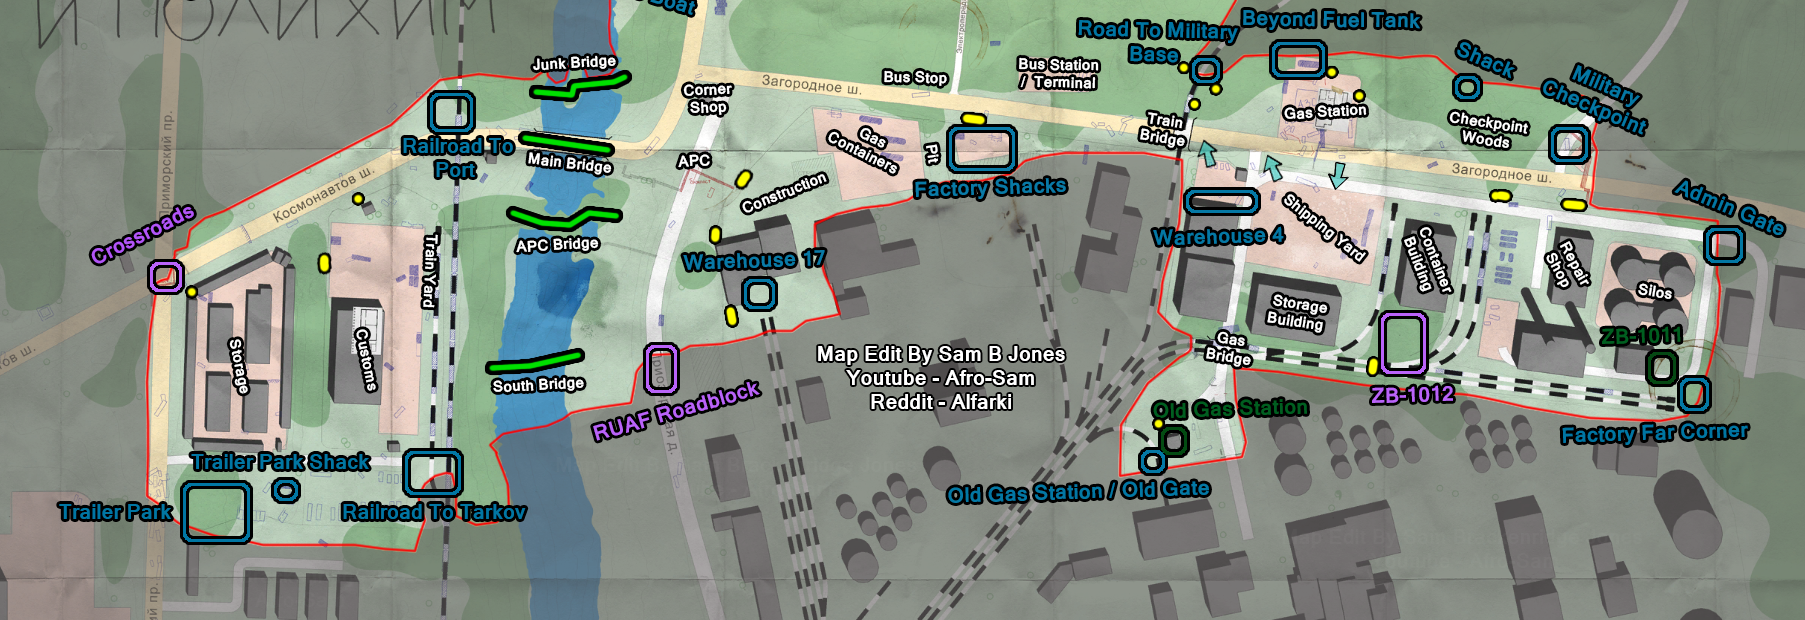 и полихим
Boat
Junk Bridge
Загородное ш.
Corner
Shop
Bus Stop
Bus Station
/ Terminal
Road To Military
Base
Beyond Fuel Tank
Shack
Military
Checkpoint
Gas Station
Checkpoint
Woods
Train
Bridge
Railroad To
Port
Main Bridge
APC
Gas
Containers
Pit
Factory Shacks
Загородное ш.
Приморский пр.
Космонавтов ш.
Construction
Crossroads
Train Yard
APC Bridge
Warehouse 17
Warehouse 4
Shipping Yard
Container
Building
Repair
Shop
Admin Gate
Silos
Storage
Customs
South Bridge
RUAF Roadblock
Map Edit By Sam B Jones
Youtube - Afro-Sam
Reddit - Alfarki
Storage
Building
Gas
Bridge
ZB-1011
ZB-1012
Old Gas Station
Factory Far Corner
Trailer Park Shack
Trailer Park
Railroad To Tarkov
Old Gas Station / Old Gate